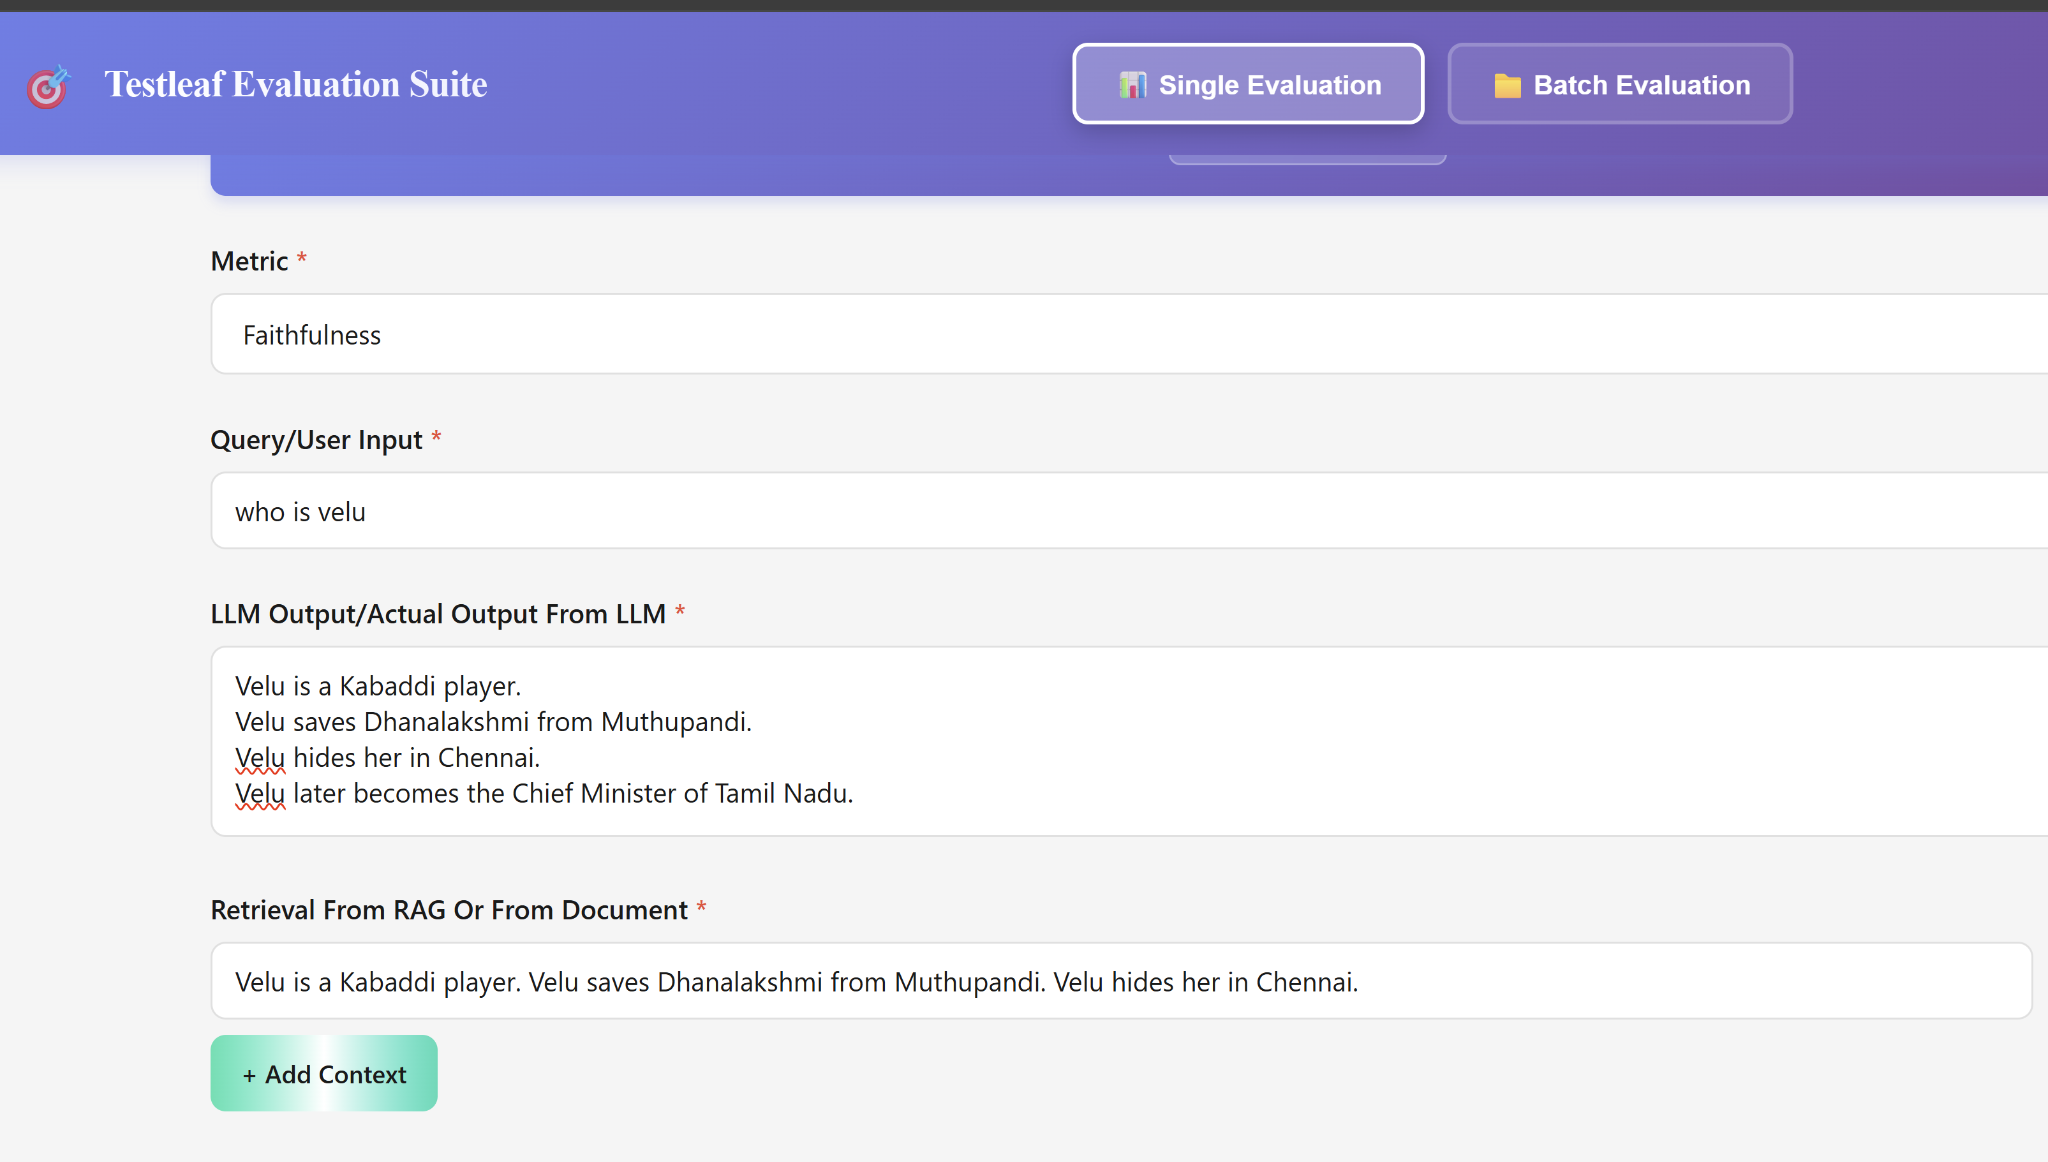 Testleaf Evaluation Suite
Single Evaluation
Batch Evaluation
Metric *
Faithfulness
Query/User Input *
who is velu
LLM Output/Actual Output From LLM *
Velu is a Kabaddi player.
Velu saves Dhanalakshmi from Muthupandi.
Velu hides her in Chennai.
Velu later becomes the Chief Minister of Tamil Nadu.
Retrieval From RAG Or From Document *
Velu is a Kabaddi player. Velu saves Dhanalakshmi from Muthupandi. Velu hides her in Chennai.
+ Add Context